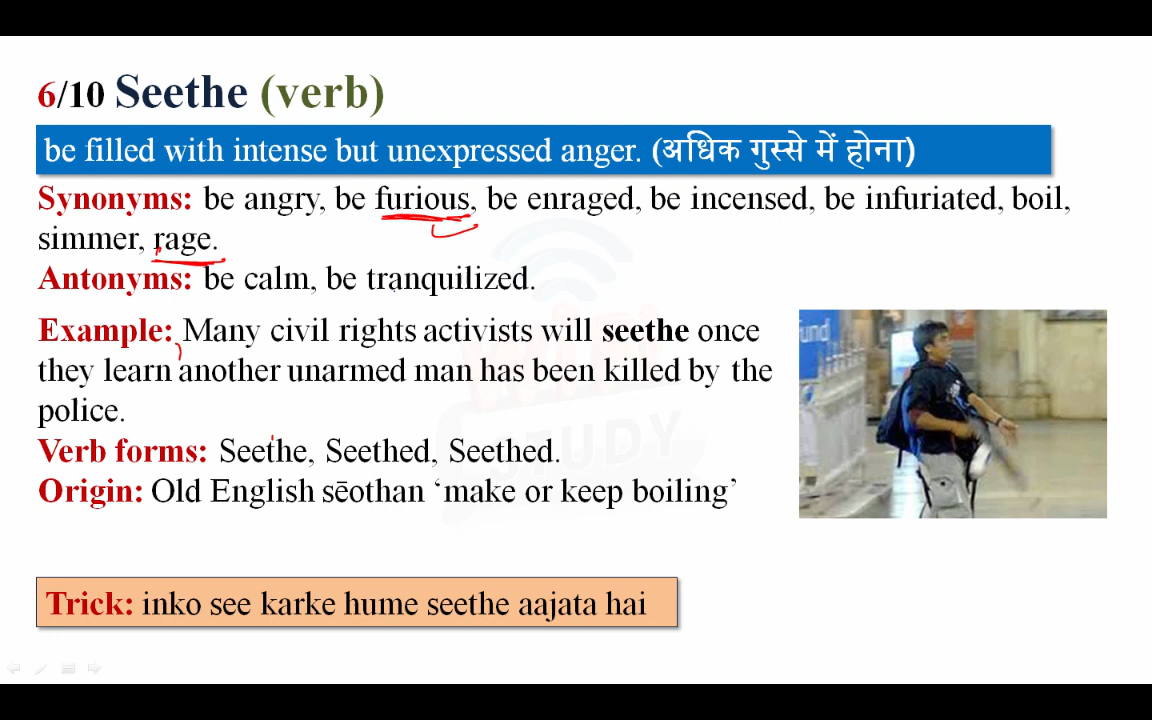 6/10 Seethe (verb)
be filled with intense but unexpressed anger. (अधिक गुस्से में होना)
Synonyms: be angry, be furious, be enraged, be incensed, be infuriated, boil,
simmer, rage.
Antonyms: be calm, be tranquilized.
Example: Many civil rights activists will seethe once
they learn another unarmed man has been killed by the
police.
Verb forms: Seethe, Seethed, Seethed.
Origin: Old English sēothan ‘make or keep boiling’
Trick: inko see karke hume seethe aajata hai
fund
STUDY